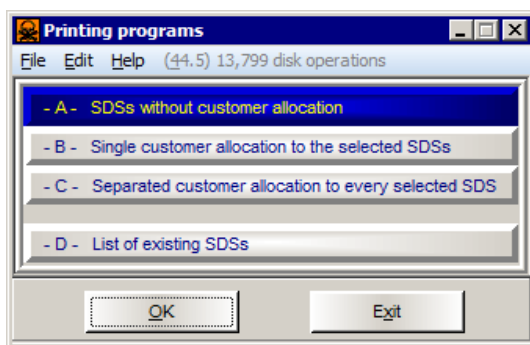 Printing programs
File Edit Help (44.5) 13,799 disk operations
- A - SDSs without customer allocation
- B - Single customer allocation to the selected SDSs
- C - Separated customer allocation to every selected SDS
- D - List of existing SDSs
OK Exit